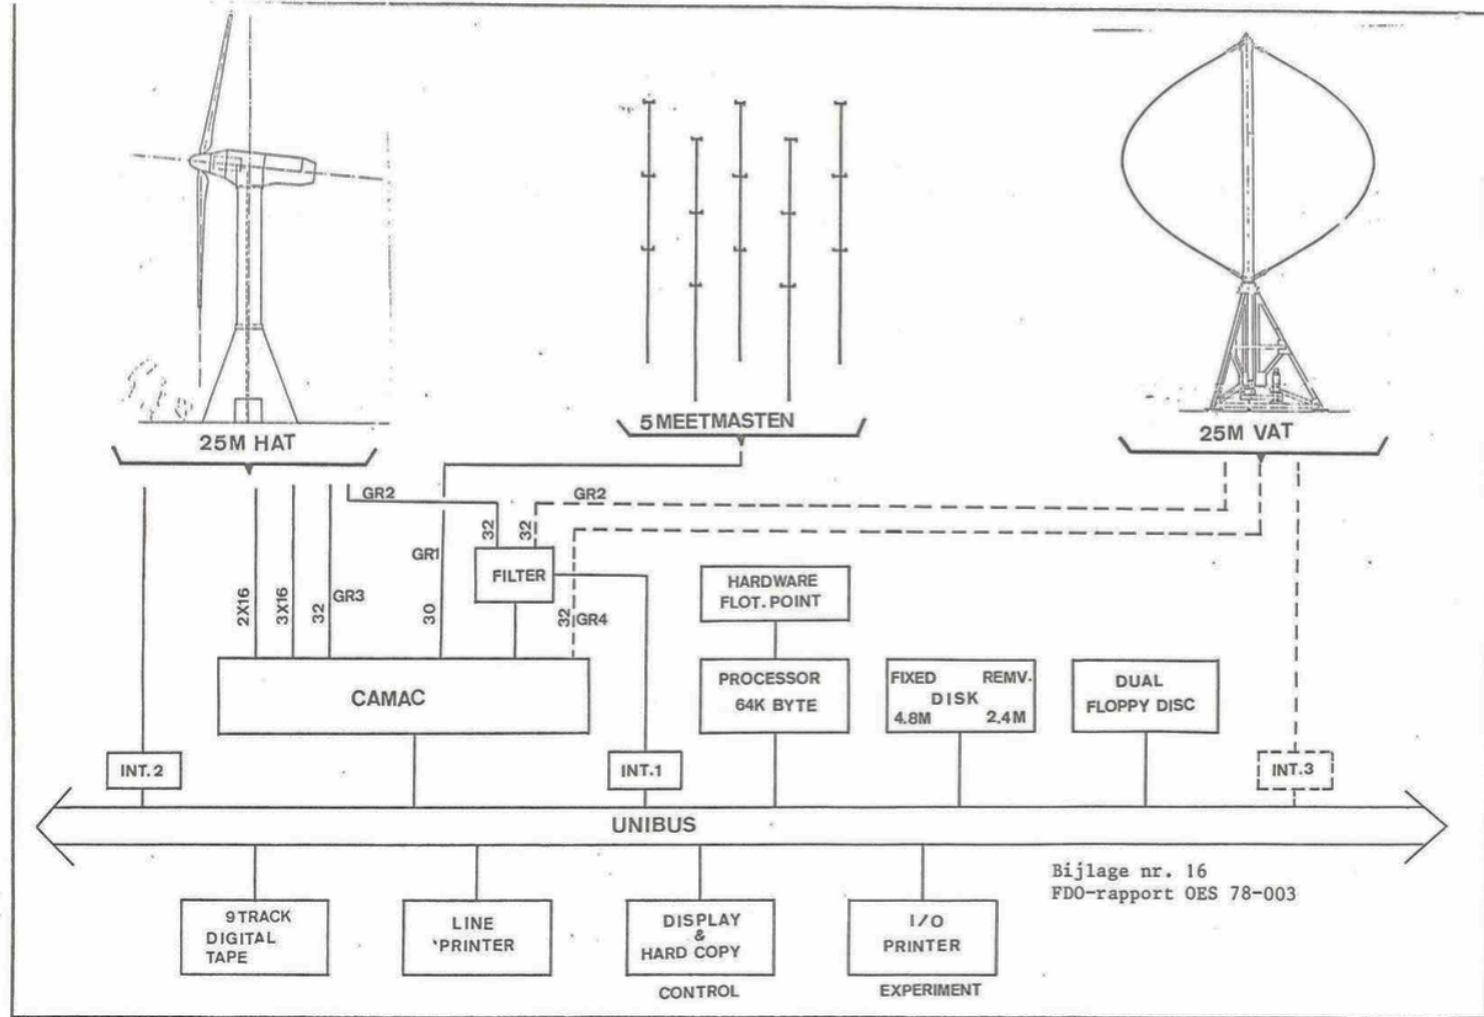 25M HAT
5 MEETMASTEN
25M VAT
GR2
GR2
32
32
GR1
FILTER
2X16
3X16
32
GR3
30
32
GR4
HARDWARE
FLOT. POINT
CAMAC
PROCESSOR
64K BYTE
FIXED REMV.
DISK
4.8M 2.4M
DUAL
FLOPPY DISC
INT.2
INT.1
INT.3
UNIBUS
Bijlage nr. 16
FDO-rapport OES 78-003
9 TRACK
DIGITAL
TAPE
LINE
PRINTER
DISPLAY
&
HARD COPY
I/O
PRINTER
CONTROL
EXPERIMENT